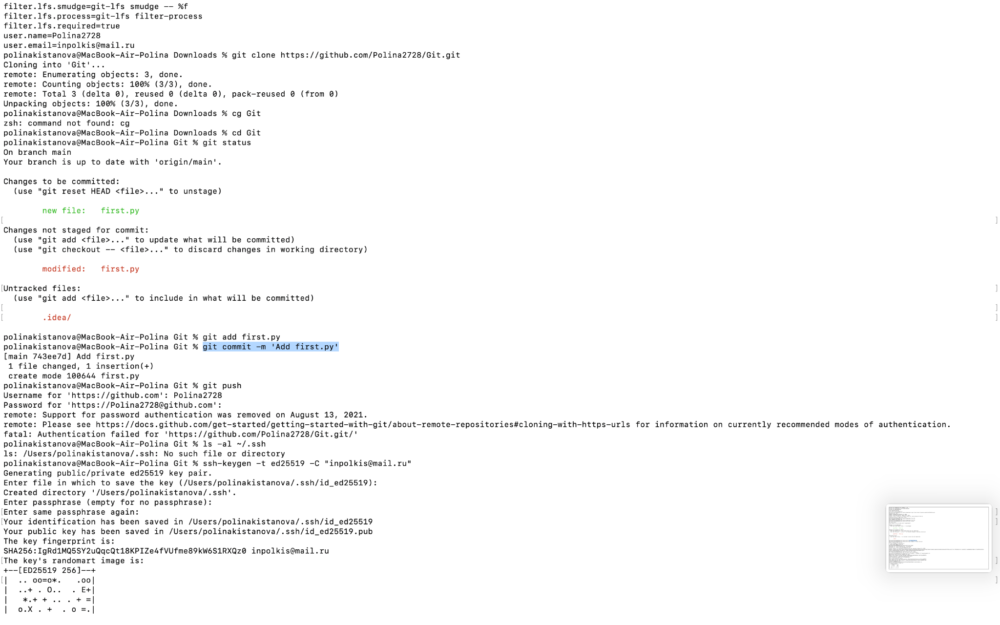 filter.lfs.smudge=git-lfs smudge -- %f
filter.lfs.process=git-lfs filter-process
filter.lfs.required=true
user.name=Polina2728
user.email=inpolkis@mail.ru
polinakistanova@MacBook-Air-Polina Downloads % git clone https://github.com/Polina2728/Git.git
Cloning into 'Git'...
remote: Enumerating objects: 3, done.
remote: Counting objects: 100% (3/3), done.
remote: Total 3 (delta 0), reused 0 (delta 0), pack-reused 0 (from 0)
Unpacking objects: 100% (3/3), done.
polinakistanova@MacBook-Air-Polina Downloads % cg Git
zsh: command not found: cg
polinakistanova@MacBook-Air-Polina Downloads % cd Git
polinakistanova@MacBook-Air-Polina Git % git status
On branch main
Your branch is up to date with 'origin/main'.

Changes to be committed:
  (use "git reset HEAD <file>..." to unstage)

        new file:   first.py

Changes not staged for commit:
  (use "git add <file>..." to update what will be committed)
  (use "git checkout -- <file>..." to discard changes in working directory)

        modified:   first.py

Untracked files:
  (use "git add <file>..." to include in what will be committed)

        .idea/

polinakistanova@MacBook-Air-Polina Git % git add first.py
polinakistanova@MacBook-Air-Polina Git % git commit -m 'Add first.py'
[main 743ee7d] Add first.py
 1 file changed, 1 insertion(+)
 create mode 100644 first.py
polinakistanova@MacBook-Air-Polina Git % git push
Username for 'https://github.com': Polina2728
Password for 'https://Polina2728@github.com':
remote: Support for password authentication was removed on August 13, 2021.
remote: Please see https://docs.github.com/get-started/getting-started-with-git/about-remote-repositories#cloning-with-https-urls for information on currently recommended modes of authentication.
fatal: Authentication failed for 'https://github.com/Polina2728/Git.git/'
polinakistanova@MacBook-Air-Polina Git % ls -al ~/.ssh
ls: /Users/polinakistanova/.ssh: No such file or directory
polinakistanova@MacBook-Air-Polina Git % ssh-keygen -t ed25519 -C "inpolkis@mail.ru"
Generating public/private ed25519 key pair.
Enter file in which to save the key (/Users/polinakistanova/.ssh/id_ed25519):
Created directory '/Users/polinakistanova/.ssh'.
Enter passphrase (empty for no passphrase):
Enter same passphrase again:
Your identification has been saved in /Users/polinakistanova/.ssh/id_ed25519
Your public key has been saved in /Users/polinakistanova/.ssh/id_ed25519.pub
The key fingerprint is:
SHA256:IgRd1MQ5SY2uQqcQt18KPIZe4fVUfme89kW6S1RXQz0 inpolkis@mail.ru
The key's randomart image is:
+--[ED25519 256]--+
|  .. oo=o*.   .oo|
|  ..+ . O..  . E+|
|   *.+ + .. . + =|
|  o.X . +  . o =.|